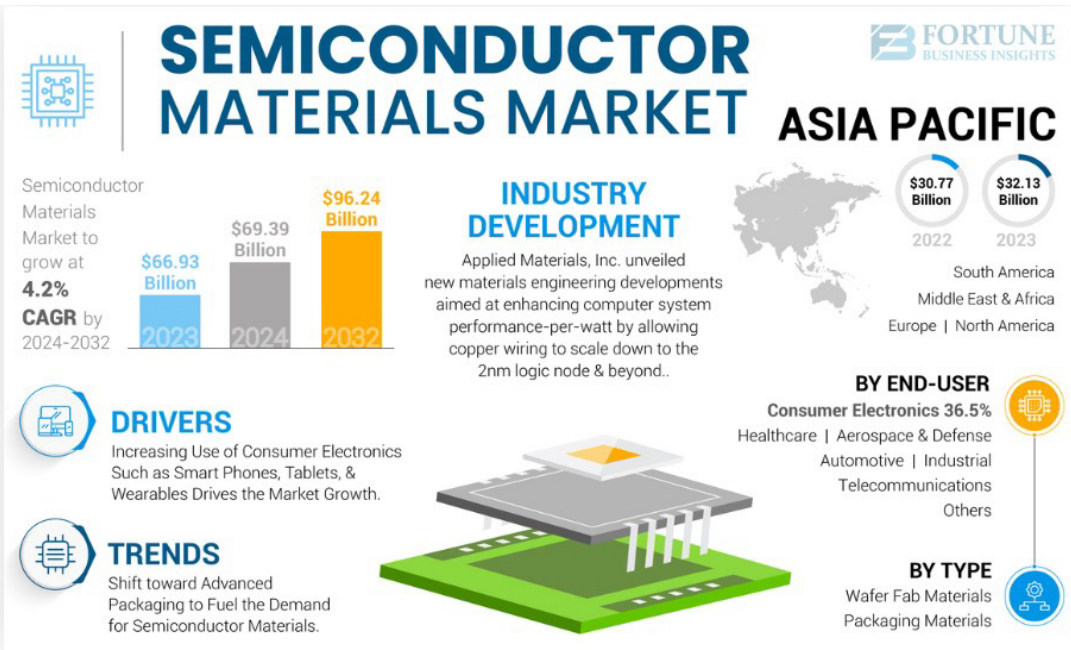 SEMICONDUCTOR
MATERIALS MARKET
FORTUNE
BUSINESS INSIGHTS
Semiconductor
Materials
Market to
grow at
4.2%
CAGR by
2024-2032
$66.93
Billion
2023
$69.39
Billion
2024
$96.24
Billion
2032
INDUSTRY
DEVELOPMENT
Applied Materials, Inc. unveiled
new materials engineering developments
aimed at enhancing computer system
performance-per-watt by allowing
copper wiring to scale down to the
2nm logic node & beyond..
ASIA PACIFIC
$30.77
Billion
2022
$32.13
Billion
2023
South America
Middle East & Africa
Europe | North America
DRIVERS
Increasing Use of Consumer Electronics
Such as Smart Phones, Tablets, &
Wearables Drives the Market Growth.
TRENDS
Shift toward Advanced
Packaging to Fuel the Demand
for Semiconductor Materials.
BY END-USER
Consumer Electronics 36.5%
Healthcare | Aerospace & Defense
Automotive | Industrial
Telecommunications
Others
BY TYPE
Wafer Fab Materials
Packaging Materials